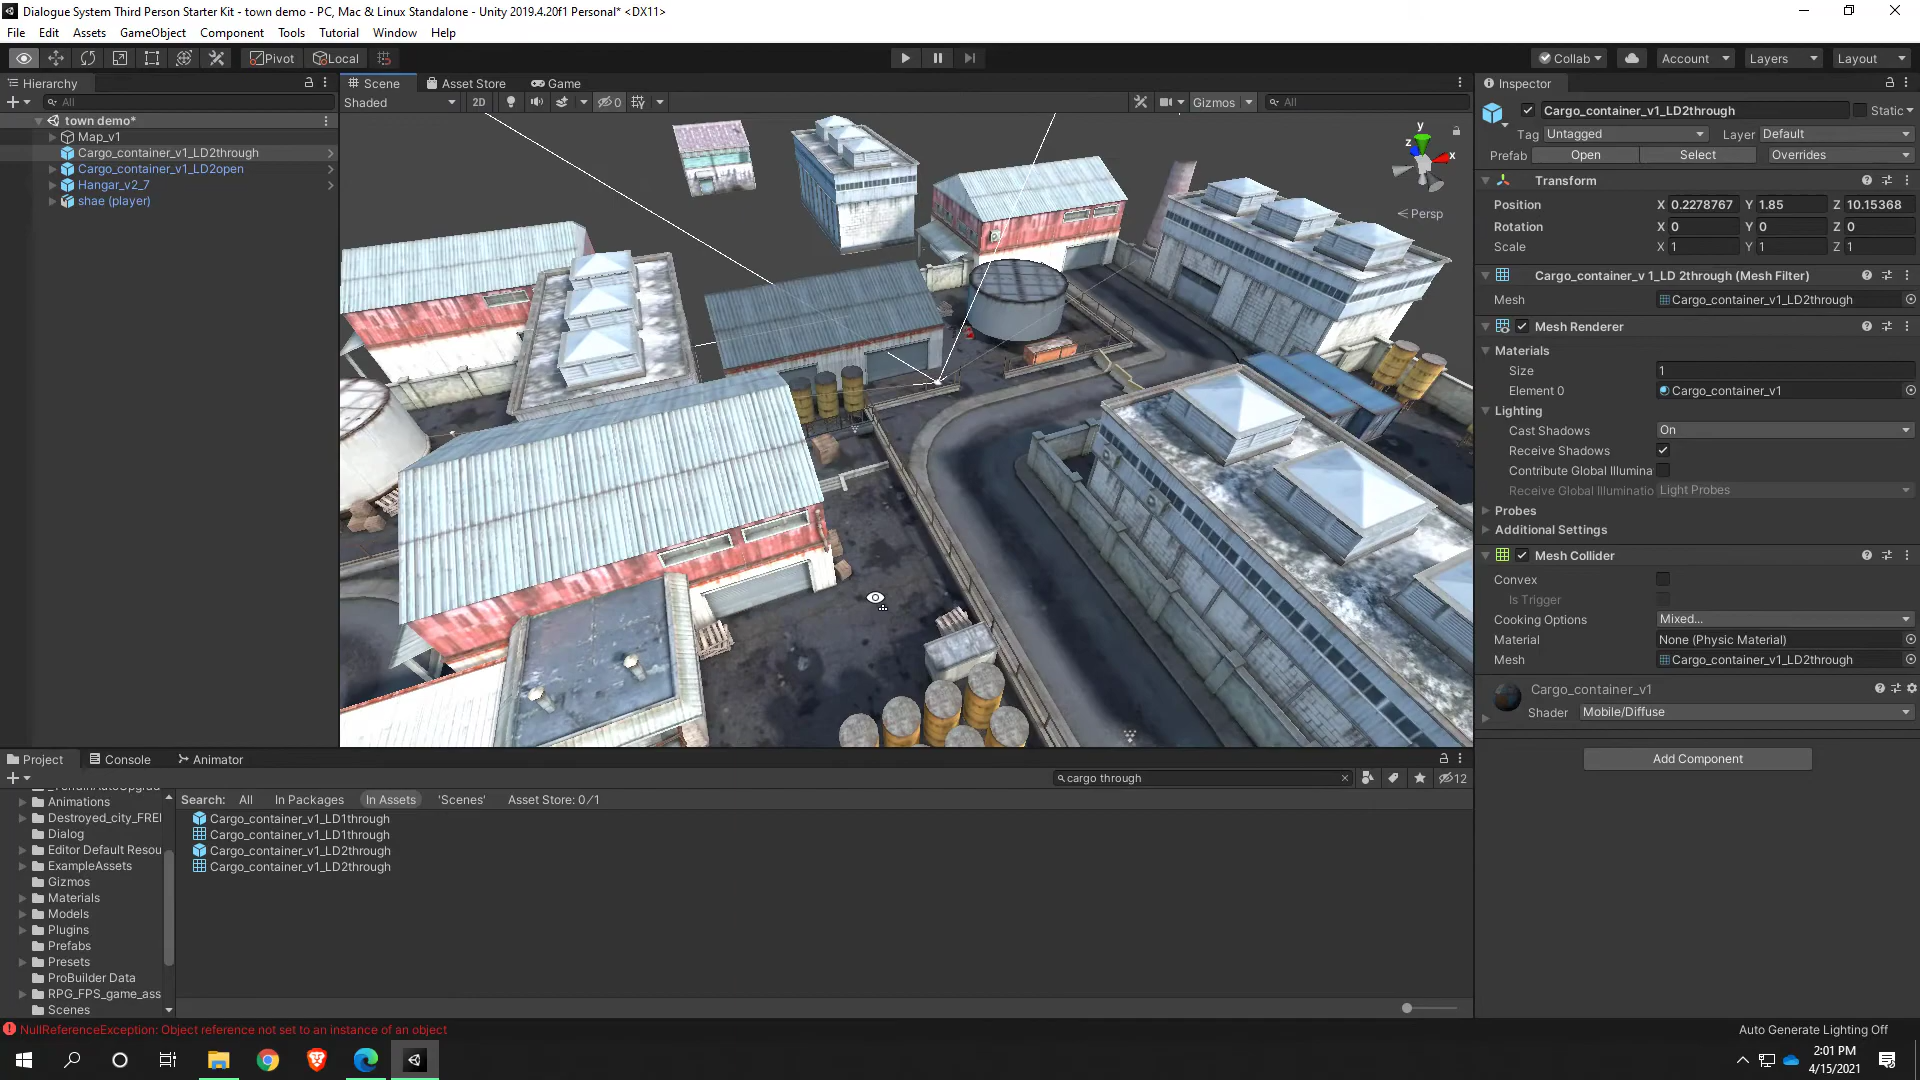 Dialogue System Third Person Starter Kit - town demo - PC, Mac & Linux Standalone - Unity 2019.4.20f1 Personal* <DX11>
File Edit Assets GameObject Component Tools Tutorial Window Help
Pivot Local Collab Account Layers Layout
Hierarchy
All
town demo*
Map_v1
Cargo_container_v1_LD2through
Cargo_container_v1_LD2open
Hangar_v2_7
shae (player)
Scene Asset Store Game
Shaded 2D 0 Gizmos All
y
z x
Persp
Inspector
Cargo_container_v1_LD2through Static
Tag Untagged Layer Default
Prefab Open Select Overrides
Transform
Position X 0.2278767 Y 1.85 Z 10.15368
Rotation X 0 Y 0 Z 0
Scale X 1 Y 1 Z 1
Cargo_container_v 1_LD 2through (Mesh Filter)
Mesh Cargo_container_v1_LD2through
Mesh Renderer
Materials
Size 1
Element 0 Cargo_container_v1
Lighting
Cast Shadows On
Receive Shadows
Contribute Global Illumina
Receive Global Illuminatio Light Probes
Probes
Additional Settings
Mesh Collider
Convex
Is Trigger
Cooking Options Mixed...
Material None (Physic Material)
Mesh Cargo_container_v1_LD2through
Cargo_container_v1
Shader Mobile/Diffuse
Add Component
Project Console Animator
cargo through 12
Animations
Destroyed_city_FREI
Dialog
Editor Default Resou
ExampleAssets
Gizmos
Materials
Models
Plugins
Prefabs
Presets
ProBuilder Data
RPG_FPS_game_ass
Scenes
Search: All In Packages In Assets 'Scenes' Asset Store: 0/1
Cargo_container_v1_LD1through
Cargo_container_v1_LD1through
Cargo_container_v1_LD2through
Cargo_container_v1_LD2through
NullReferenceException: Object reference not set to an instance of an object
Auto Generate Lighting Off
2:01 PM
4/15/2021